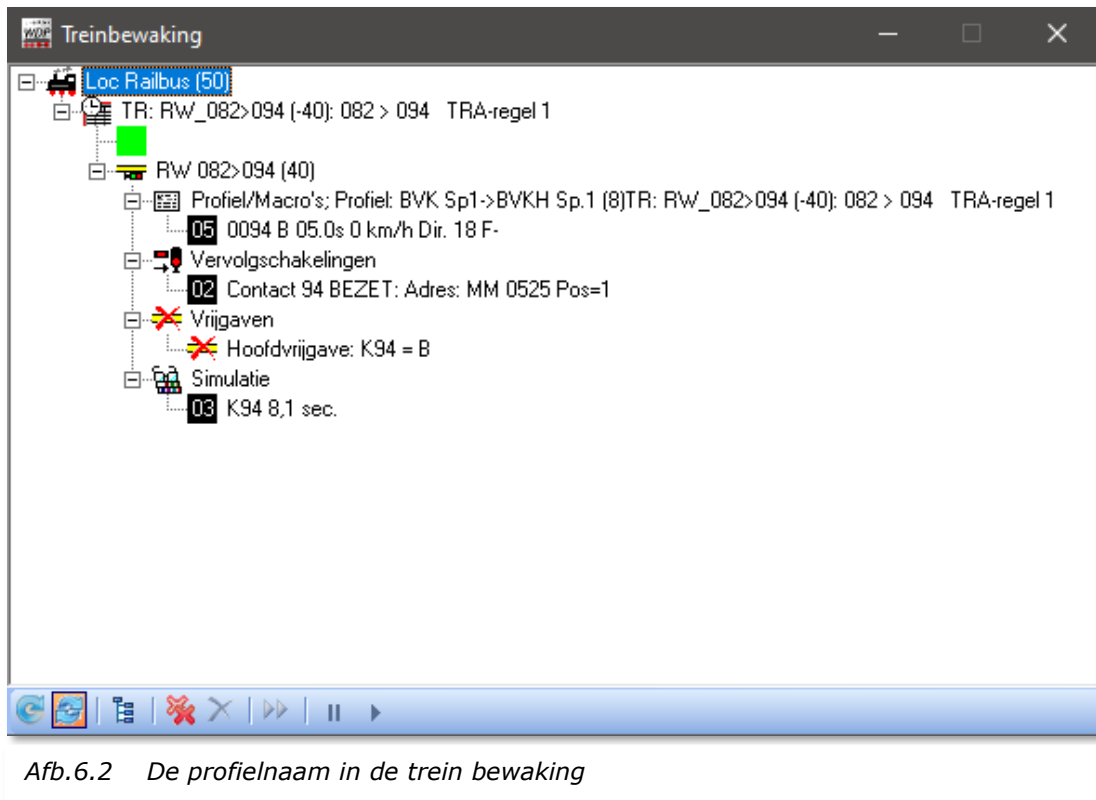 WDP Treinbewaking
Loc Railbus (50)
TR: RW_082>094 (-40): 082 > 094 TRA-regel 1
RW 082>094 (40)
Profiel/Macro's; Profiel: BVK Sp1->BVKH Sp.1 (8)TR: RW_082>094 (-40): 082 > 094 TRA-regel 1
05 0094 B 05.0s 0 km/h Dir. 18 F-
Vervolgschakelingen
02 Contact 94 BEZET: Adres: MM 0525 Pos=1
Vrijgaven
Hoofdvrijgave: K94 = B
Simulatie
03 K94 8,1 sec.
Afb.6.2 De profielnaam in de trein bewaking